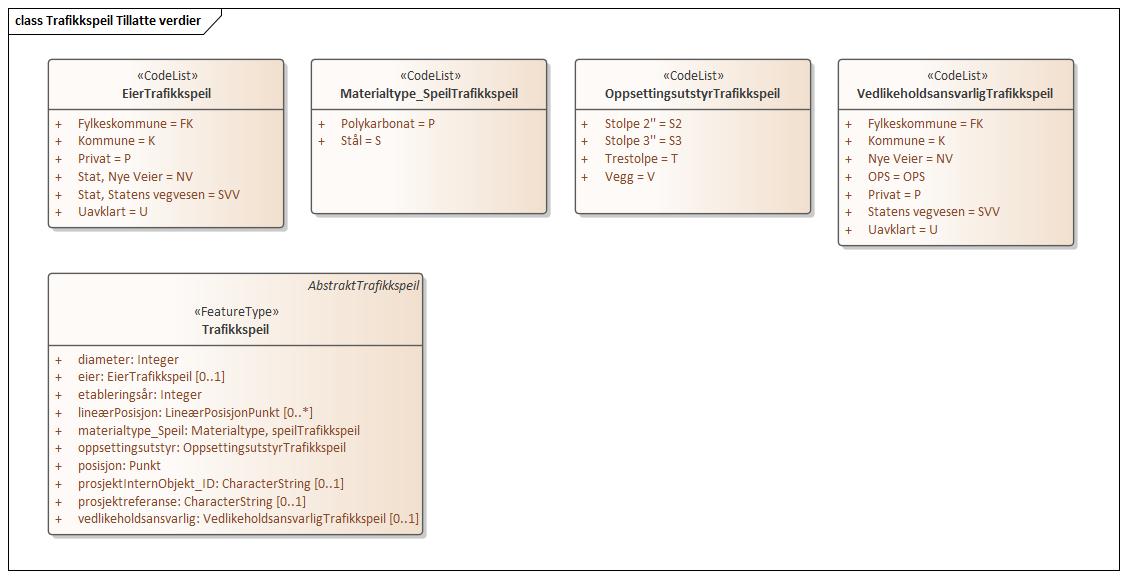 class Trafikkspeil Tillatte verdier
«CodeList»
EierTrafikkspeil
+ Fylkeskommune = FK
+ Kommune = K
+ Privat = P
+ Stat, Nye Veier = NV
+ Stat, Statens vegvesen = SVV
+ Uavklart = U
«CodeList»
Materialtype_SpeilTrafikkspeil
+ Polykarbonat = P
+ Stål = S
«CodeList»
OppsettingsutstyrTrafikkspeil
+ Stolpe 2" = S2
+ Stolpe 3" = S3
+ Trestolpe = T
+ Vegg = V
«CodeList»
VedlikeholdsansvarligTrafikkspeil
+ Fylkeskommune = FK
+ Kommune = K
+ Nye Veier = NV
+ OPS = OPS
+ Privat = P
+ Statens vegvesen = SVV
+ Uavklart = U
AbstraktTrafikkspeil
«FeatureType»
Trafikkspeil
+ diameter: Integer
+ eier: EierTrafikkspeil [0..1]
+ etableringsår: Integer
+ lineærPosisjon: LineærPosisjonPunkt [0..*]
+ materialtype_Speil: Materialtype, speilTrafikkspeil
+ oppsettingsutstyr: OppsettingsutstyrTrafikkspeil
+ posisjon: Punkt
+ prosjektInternObjekt_ID: CharacterString [0..1]
+ prosjektreferanse: CharacterString [0..1]
+ vedlikeholdsansvarlig: VedlikeholdsansvarligTrafikkspeil [0..1]